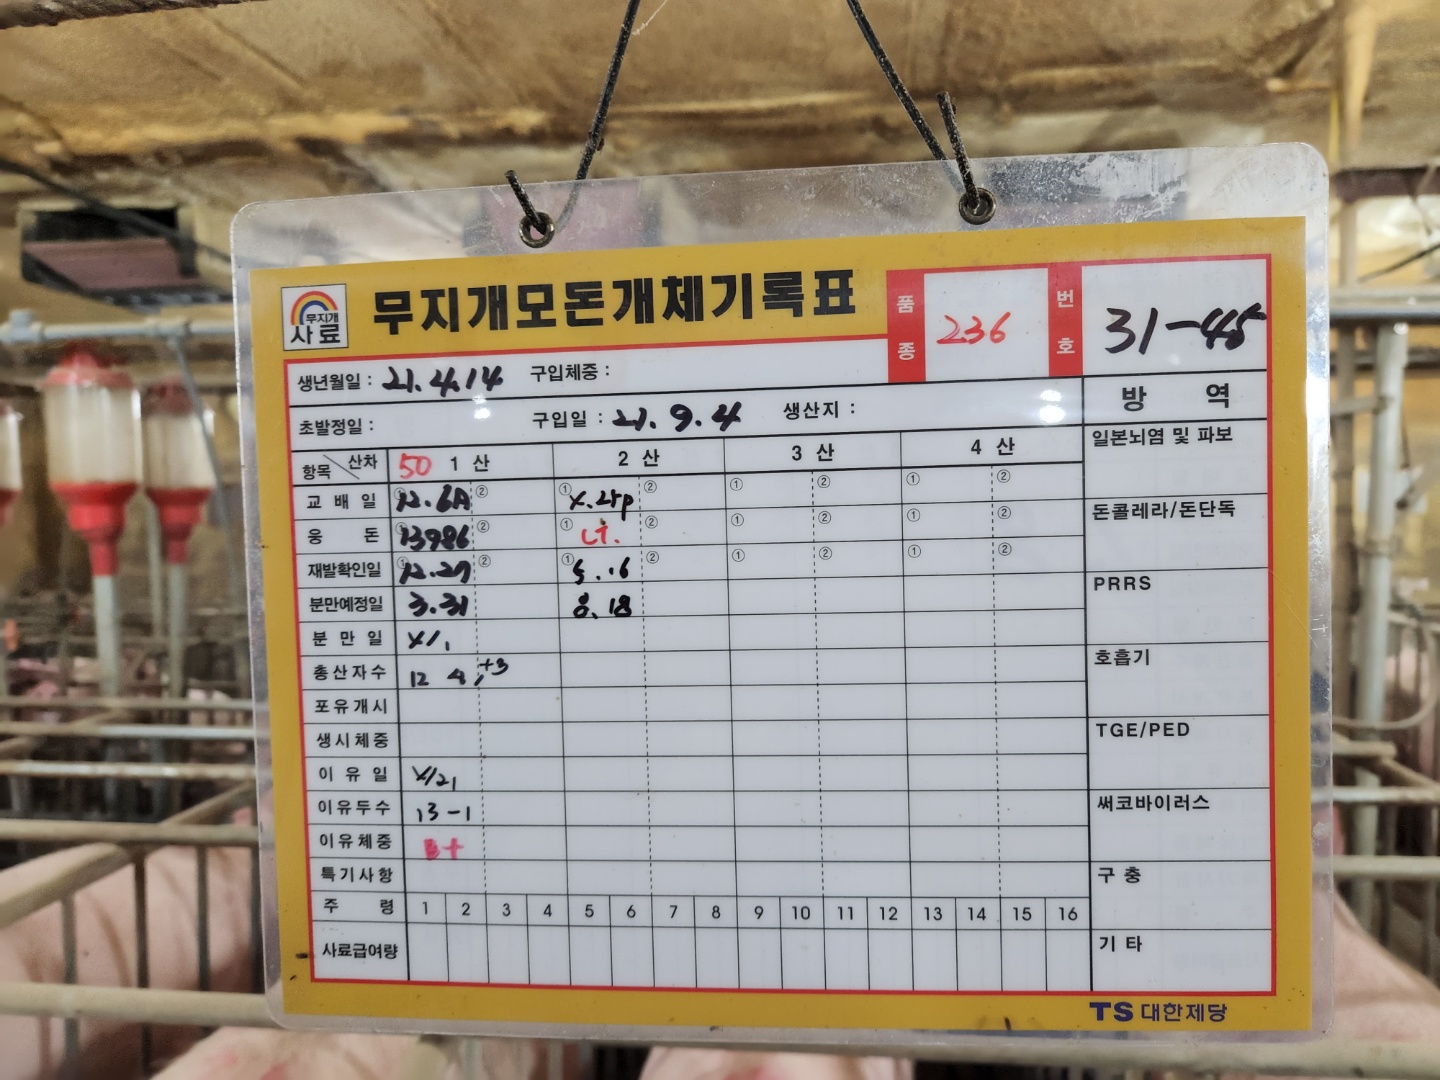 무지개
사료
무지개모돈개체기록표
품종 236 번호 31-45
생년월일 : 21.4.14 구입체중 :
초발정일 : 구입일 : 21.9.4 생산지 :
방 역
항목 산차 50 1 산 2 산 3 산 4 산
교 배 일 ① 12.6A ② ① ② ① ② ① ②
웅 돈 ① 13986 ② ① ② ① ② ① ②
재발확인일 ① 12.27 ② ① 5.16 ② ① ② ① ②
분만예정일 3.31 8.18
분 만 일 4/1
총산자수 12 4, +3
포유개시
생시체중
이 유 일 4/21
이유두수 13-1
이유체중 B+
특기사항
주 령 1 2 3 4 5 6 7 8 9 10 11 12 13 14 15 16
사료급여량
일본뇌염 및 파보
돈콜레라/돈단독
PRRS
호흡기
TGE/PED
써코바이러스
구 충
기 타
TS 대한제당